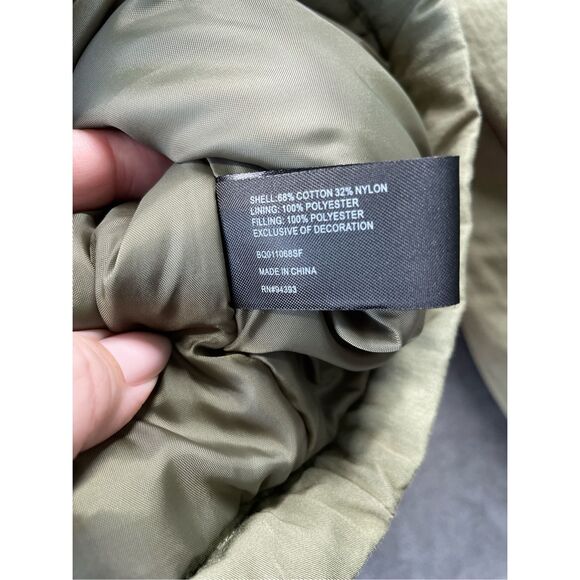 SHELL:68% COTTON 32% NYLON
LINING: 100% POLYESTER
FILLING: 100% POLYESTER
EXCLUSIVE OF DECORATION
BQ011068SF
MADE IN CHINA
RN#94393